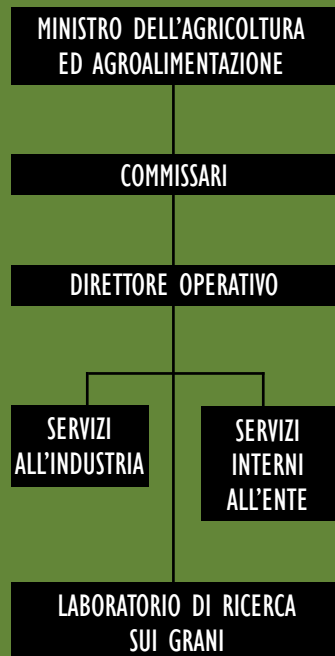 MINISTRO DELL'AGRICOLTURA
ED AGROALIMENTAZIONE
COMMISSARI
DIRETTORE OPERATIVO
SERVIZI
ALL'INDUSTRIA
SERVIZI
INTERNI
ALL'ENTE
LABORATORIO DI RICERCA
SUI GRANI